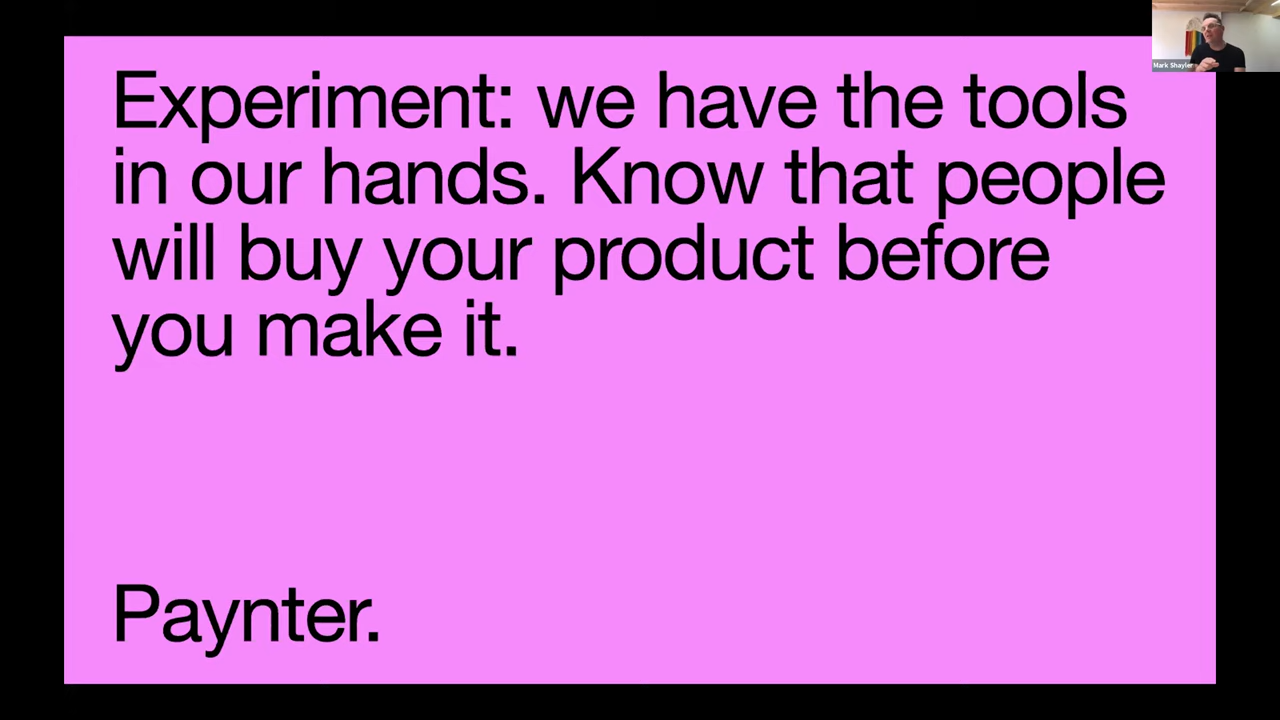 Experiment: we have the tools
in our hands. Know that people
will buy your product before
you make it.
Paynter.
Mark Shayler